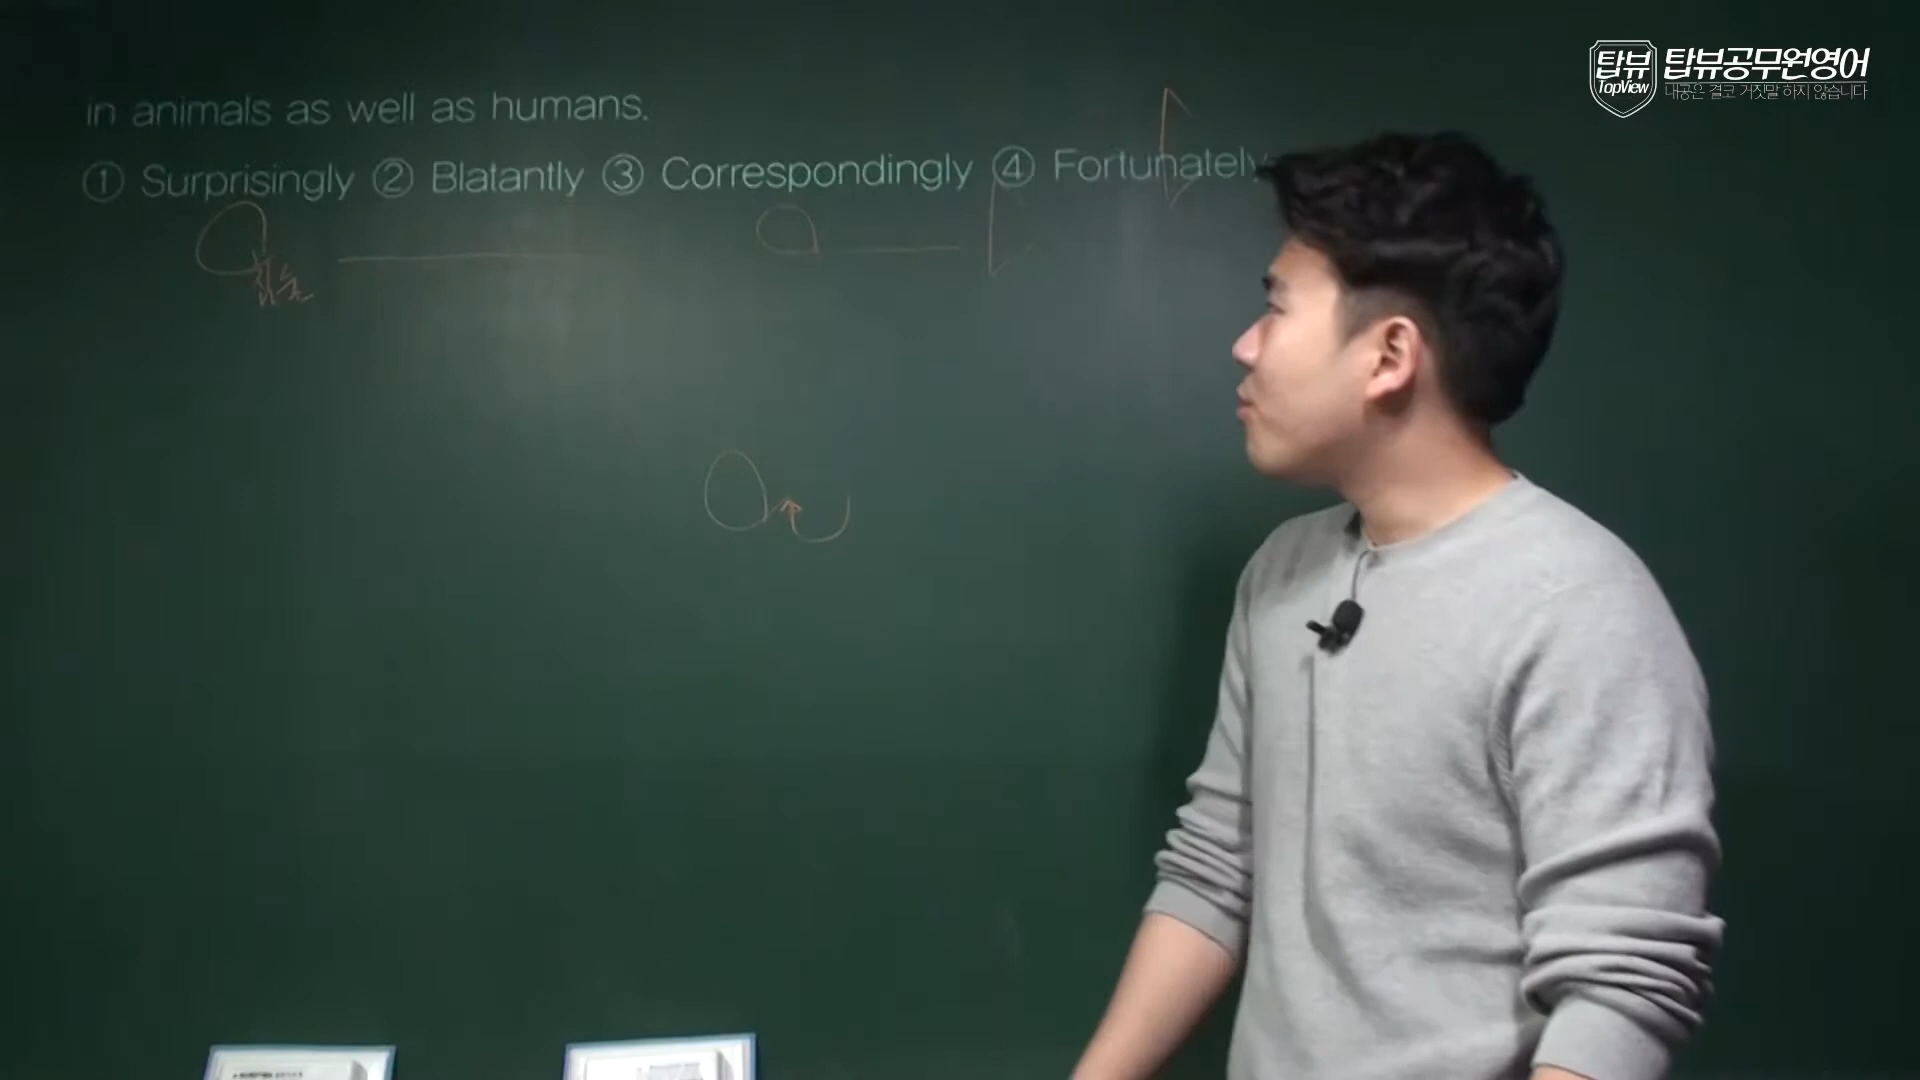 탑뷰
TopView
탑뷰공무원영어
내공은 결코 거짓말 하지 않습니다
in animals as well as humans.
① Surprisingly ② Blatantly ③ Correspondingly ④ Fortunately